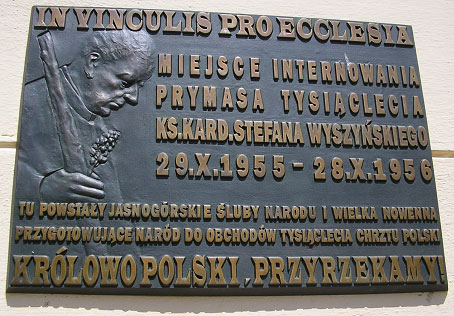 IN VINCULIS PRO ECCLESIA
MIEJSCE INTERNOWANIA
PRYMASA TYSIĄCLECIA
KS.KARD.STEFANA WYSZYŃSKIEGO
29.X.1955 - 28.X.1956
TU POWSTAŁY JASNOGÓRSKIE ŚLUBY NARODU I WIELKA NOWENNA
PRZYGOTOWUJĄCE NARÓD DO OBCHODÓW TYSIĄCLECIA CHRZTU POLSKI
KRÓLOWO POLSKI, PRZYRZEKAMY!